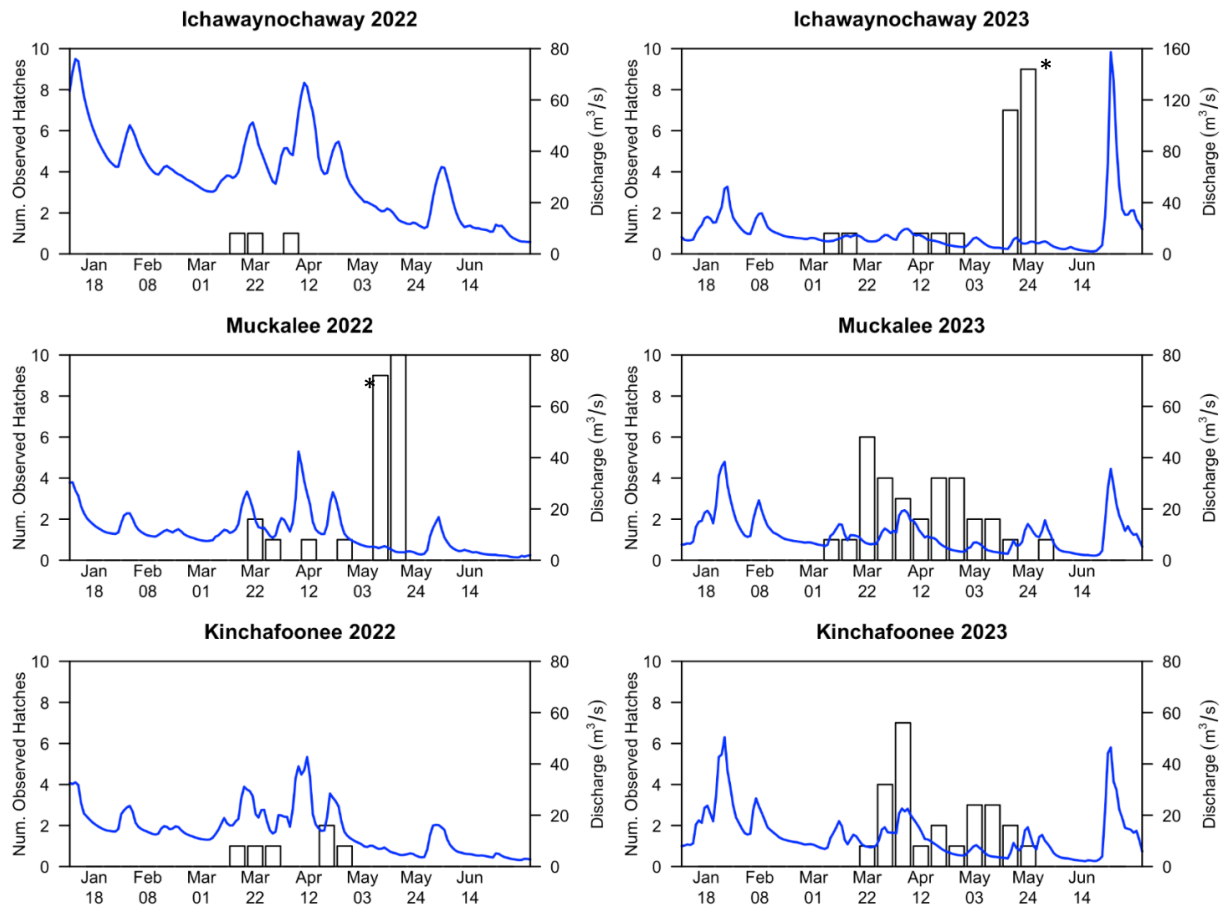 Ichawaynochaway 2022
Num. Observed Hatches
10
8
6
4
2
0
80
60
40
20
0
Discharge (m³/s)
Jan Feb Mar Mar Apr May May Jun
18 08 01 22 12 03 24 14
Ichawaynochaway 2023
Num. Observed Hatches
10
8
6
4
2
0
*
160
120
80
40
0
Discharge (m³/s)
Jan Feb Mar Mar Apr May May Jun
18 08 01 22 12 03 24 14
Muckalee 2022
Num. Observed Hatches
10
8
6
4
2
0
*
80
60
40
20
0
Discharge (m³/s)
Jan Feb Mar Mar Apr May May Jun
18 08 01 22 12 03 24 14
Muckalee 2023
Num. Observed Hatches
10
8
6
4
2
0
80
60
40
20
0
Discharge (m³/s)
Jan Feb Mar Mar Apr May May Jun
18 08 01 22 12 03 24 14
Kinchafoonee 2022
Num. Observed Hatches
10
8
6
4
2
0
80
60
40
20
0
Discharge (m³/s)
Jan Feb Mar Mar Apr May May Jun
18 08 01 22 12 03 24 14
Kinchafoonee 2023
Num. Observed Hatches
10
8
6
4
2
0
80
60
40
20
0
Discharge (m³/s)
Jan Feb Mar Mar Apr May May Jun
18 08 01 22 12 03 24 14